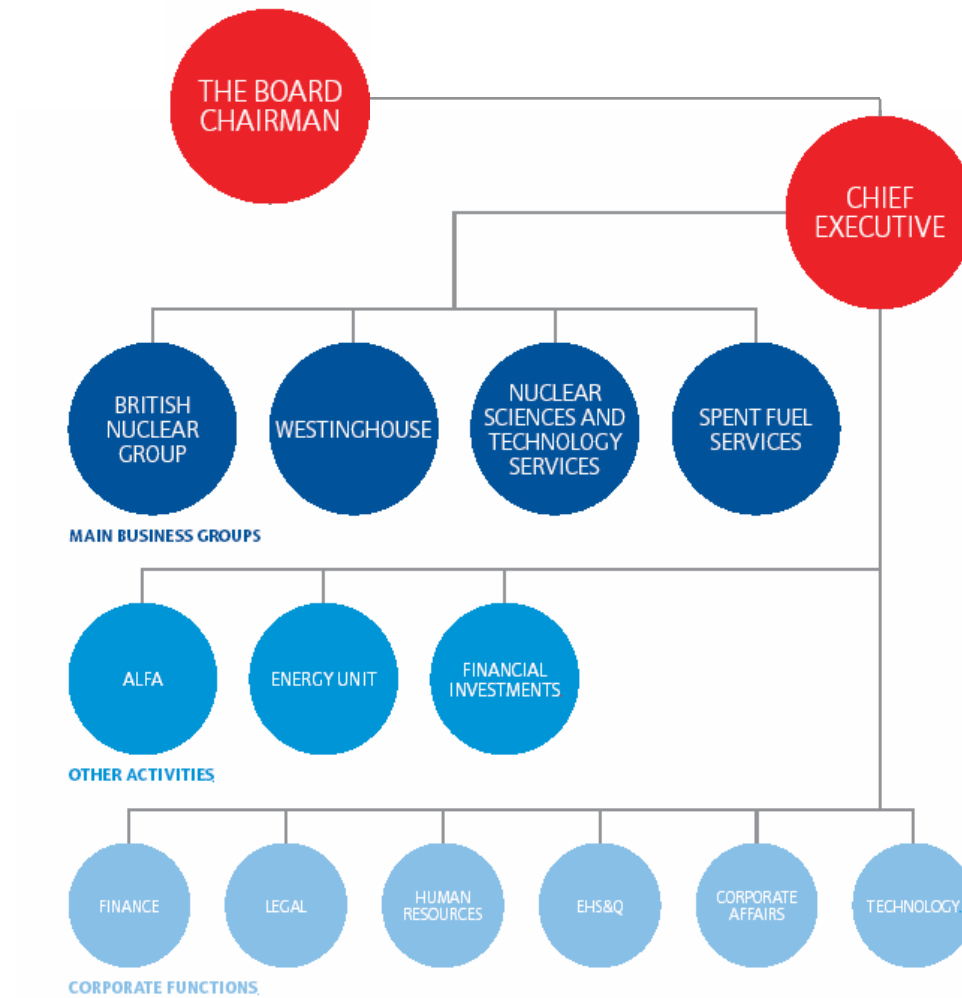 THE BOARD
CHAIRMAN
CHIEF
EXECUTIVE
BRITISH
NUCLEAR
GROUP
WESTINGHOUSE
NUCLEAR
SCIENCES AND
TECHNOLOGY
SERVICES
SPENT FUEL
SERVICES
MAIN BUSINESS GROUPS
ALFA
ENERGY UNIT
FINANCIAL
INVESTMENTS
OTHER ACTIVITIES
FINANCE
LEGAL
HUMAN
RESOURCES
EHS&Q
CORPORATE
AFFAIRS
TECHNOLOGY
CORPORATE FUNCTIONS